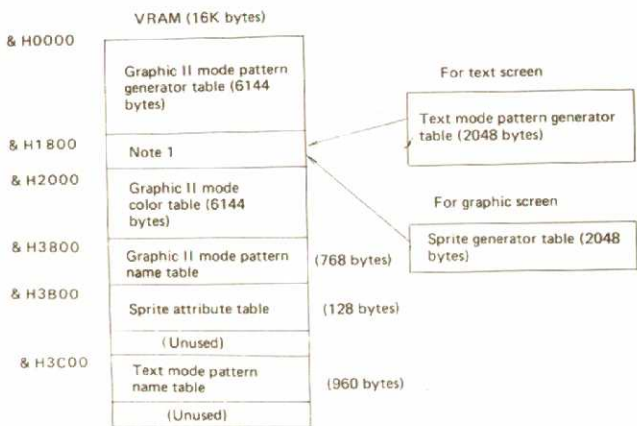 VRAM (16K bytes)
& H0000
Graphic II mode pattern
generator table (6144
bytes)
& H1800
Note 1
& H2000
Graphic II mode
color table (6144
bytes)
& H3800
Graphic II mode pattern
name table
(768 bytes)
& H3B00
Sprite attribute table
(128 bytes)
(Unused)
& H3C00
Text mode pattern
name table
(960 bytes)
(Unused)
For text screen
Text mode pattern generator
table (2048 bytes)
For graphic screen
Sprite generator table (2048
bytes)